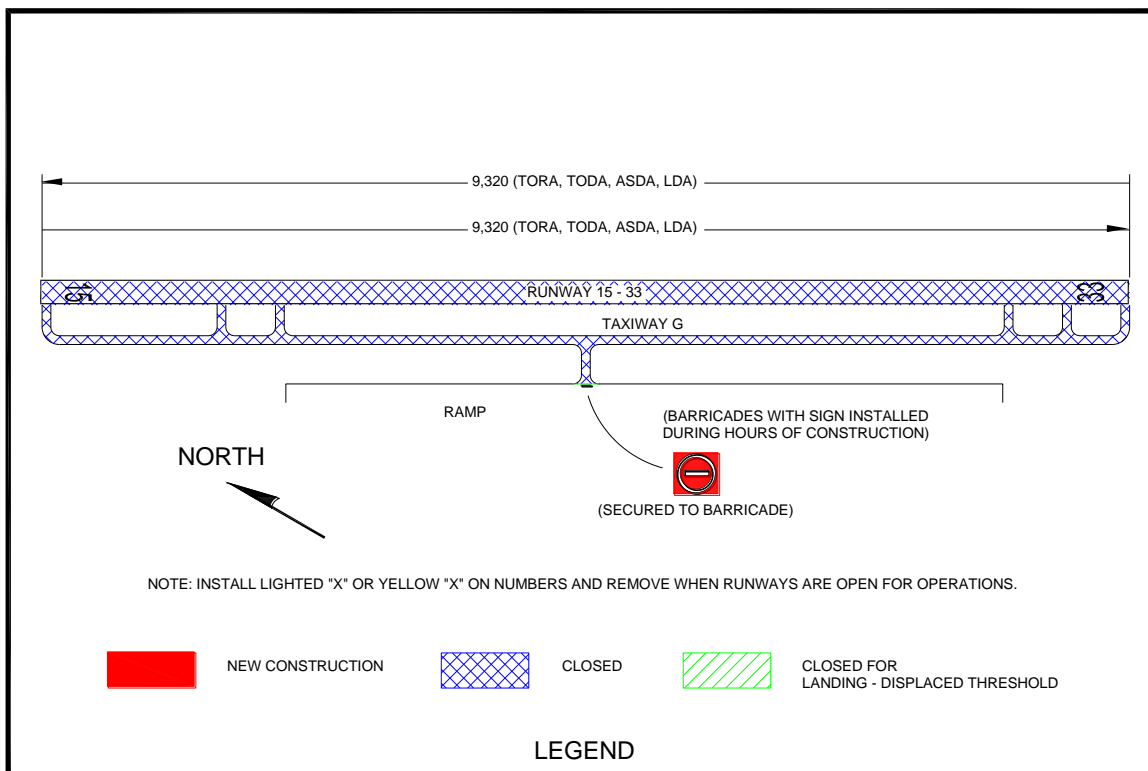 9,320 (TORA, TODA, ASDA, LDA)
9,320 (TORA, TODA, ASDA, LDA)
15
RUNWAY 15 - 33
33
TAXIWAY G
RAMP
(BARRICADES WITH SIGN INSTALLED
DURING HOURS OF CONSTRUCTION)
NORTH
(SECURED TO BARRICADE)
NOTE: INSTALL LIGHTED "X" OR YELLOW "X" ON NUMBERS AND REMOVE WHEN RUNWAYS ARE OPEN FOR OPERATIONS.
NEW CONSTRUCTION
CLOSED
CLOSED FOR
LANDING - DISPLACED THRESHOLD
LEGEND